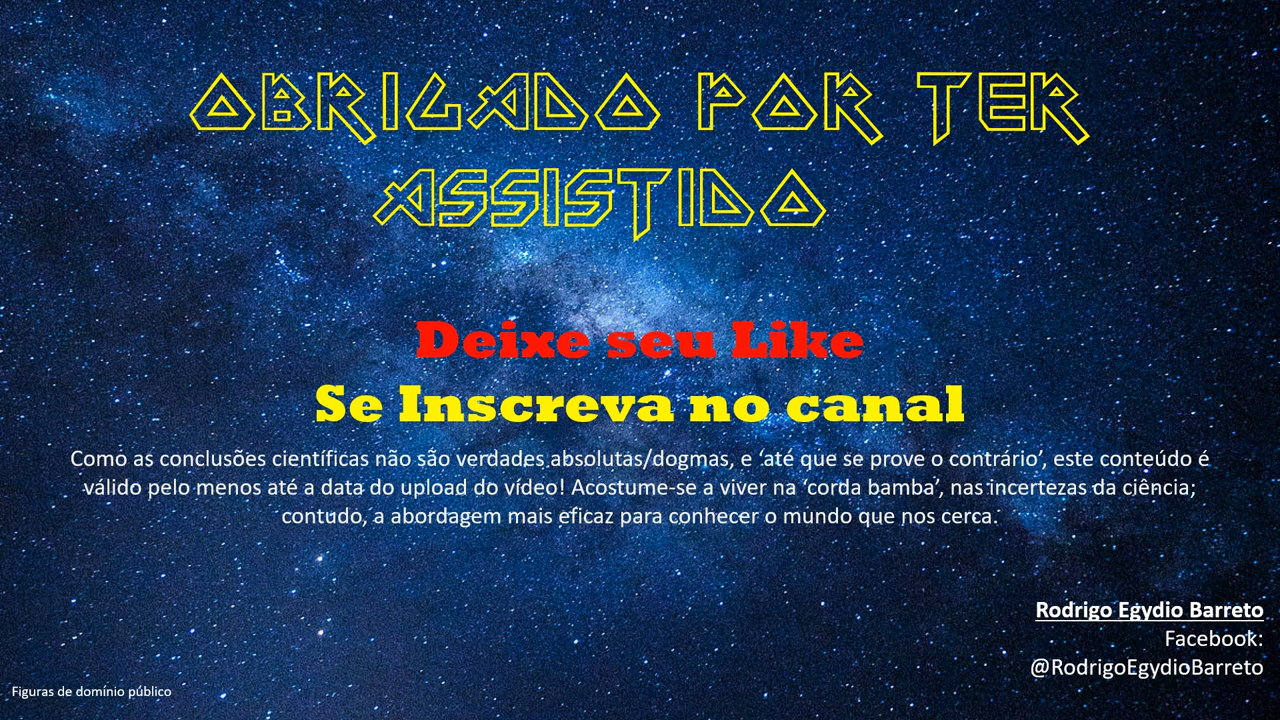 OBRIGADO POR TER
ASSISTIDO
Deixe seu Like
Se Inscreva no canal
Como as conclusões científicas não são verdades absolutas/dogmas, e ‘até que se prove o contrário’, este conteúdo é
válido pelo menos até a data do upload do vídeo! Acostume-se a viver na ‘corda bamba’, nas incertezas da ciência;
contudo, a abordagem mais eficaz para conhecer o mundo que nos cerca.
Rodrigo Egydio Barreto
Facebook:
@RodrigoEgydioBarreto
Figuras de domínio público